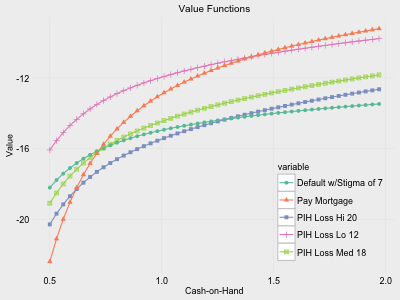 Value Functions
-12
-16
-20
Value
0.5
1.0
1.5
2.0
Cash-on-Hand
variable
Default w/Stigma of 7
Pay Mortgage
PIH Loss Hi 20
PIH Loss Lo 12
PIH Loss Med 18